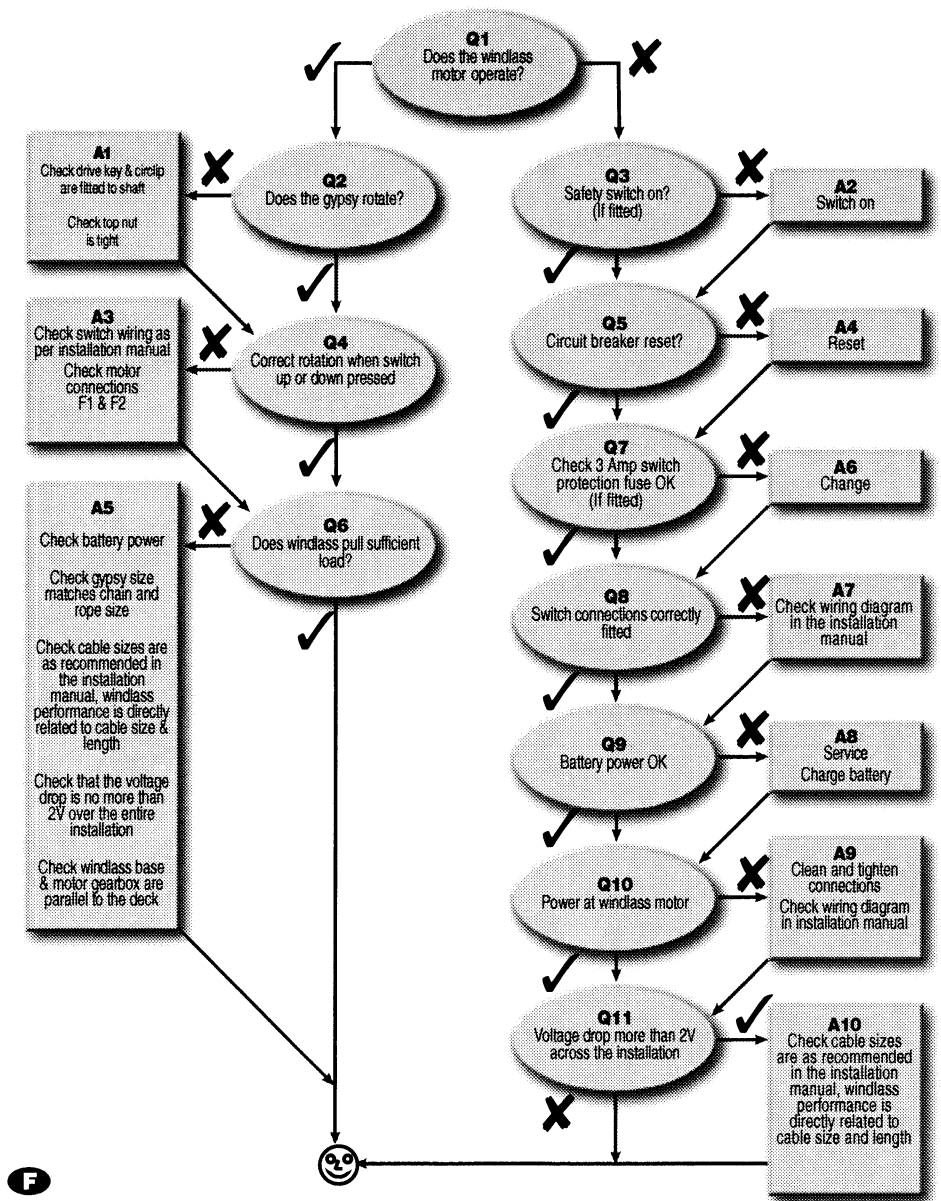 Q1
Does the windlass
motor operate?
A1
Check drive key & circlip
are fitted to shaft
Check top nut
is tight
Q2
Does the gypsy rotate?
Q3
Safety switch on?
(If fitted)
A2
Switch on
A3
Check switch wiring as
per installation manual
Check motor
connections
F1 & F2
Q4
Correct rotation when switch
up or down pressed
Q5
Circuit breaker reset?
A4
Reset
Q7
Check 3 Amp switch
protection fuse OK
(If fitted)
A6
Change
A5
Check battery power
Check gypsy size
matches chain and
rope size
Check cable sizes are
as recommended in
the installation
manual, windlass
performance is directly
related to cable size &
length
Check that the voltage
drop is no more than
2V over the entire
installation
Check windlass base
& motor gearbox are
parallel to the deck
Q6
Does windlass pull sufficient
load?
Q8
Switch connections correctly
fitted
A7
Check wiring diagram
in the installation
manual
Q9
Battery power OK
A8
Service
Charge battery
Q10
Power at windlass motor
A9
Clean and tighten
connections
Check wiring diagram
in installation manual
Q11
Voltage drop more than 2V
across the installation
A10
Check cable sizes
are as recommended
in the installation
manual, windlass
performance is
directly related to
cable size and length
F